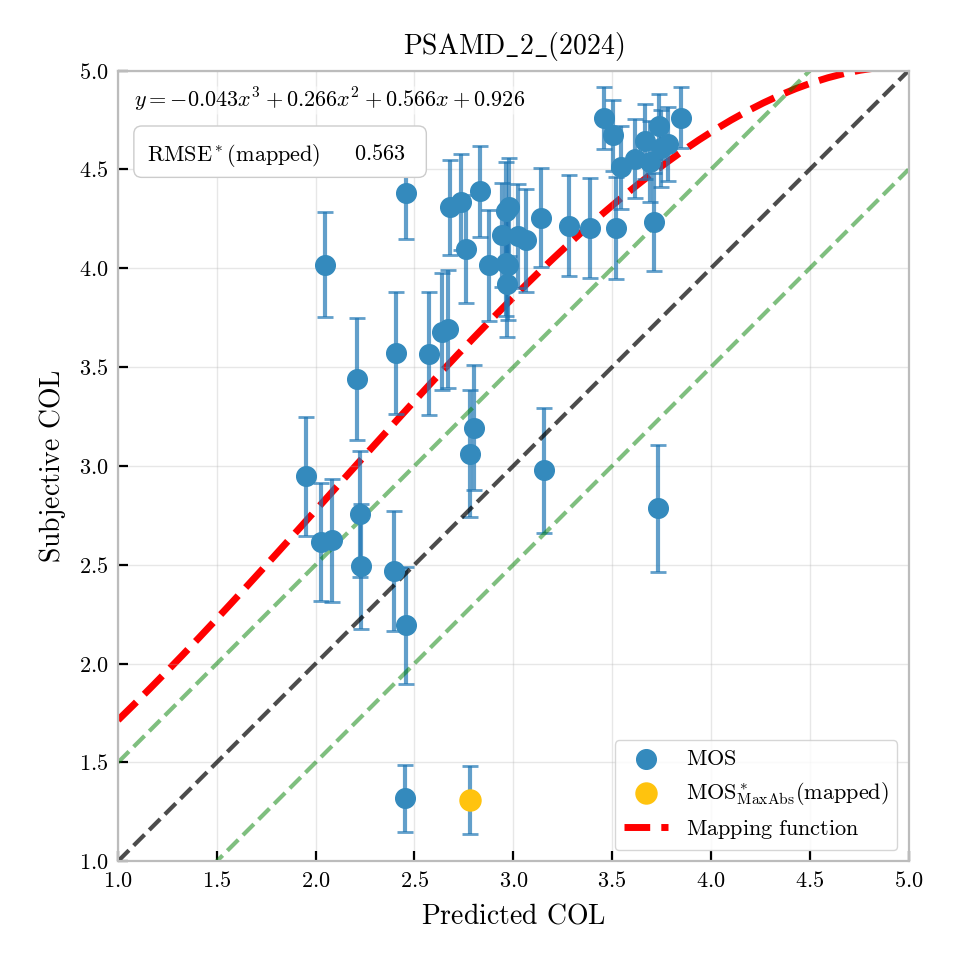 PSAMD_2_(2024)
y = −0.043x³ + 0.266x² + 0.566x + 0.926
RMSE*(mapped) 0.563
5.0
4.5
4.0
3.5
3.0
2.5
2.0
1.5
1.0
Subjective COL
MOS
MOS*MaxAbs(mapped)
Mapping function
1.0 1.5 2.0 2.5 3.0 3.5 4.0 4.5 5.0
Predicted COL